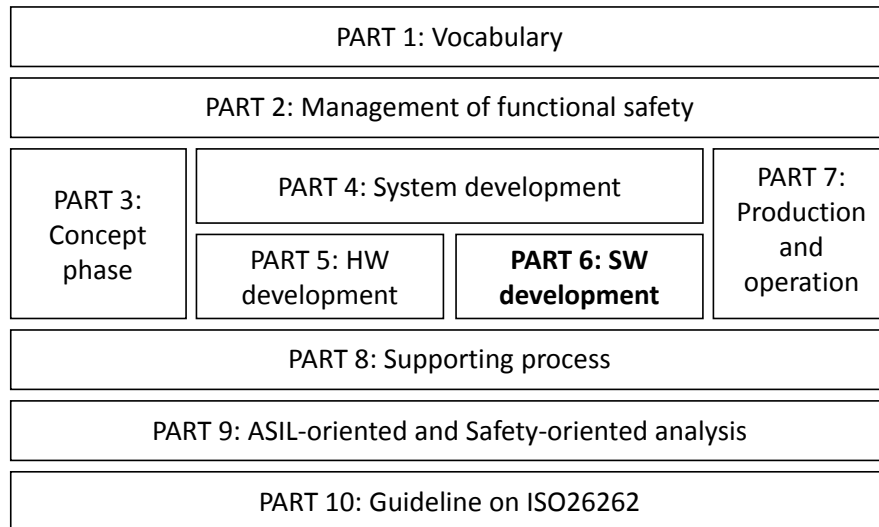 PART 1: Vocabulary
PART 2: Management of functional safety
PART 3:
Concept
phase
PART 4: System development
PART 5: HW
development
PART 6: SW
development
PART 7:
Production
and
operation
PART 8: Supporting process
PART 9: ASIL-oriented and Safety-oriented analysis
PART 10: Guideline on ISO26262